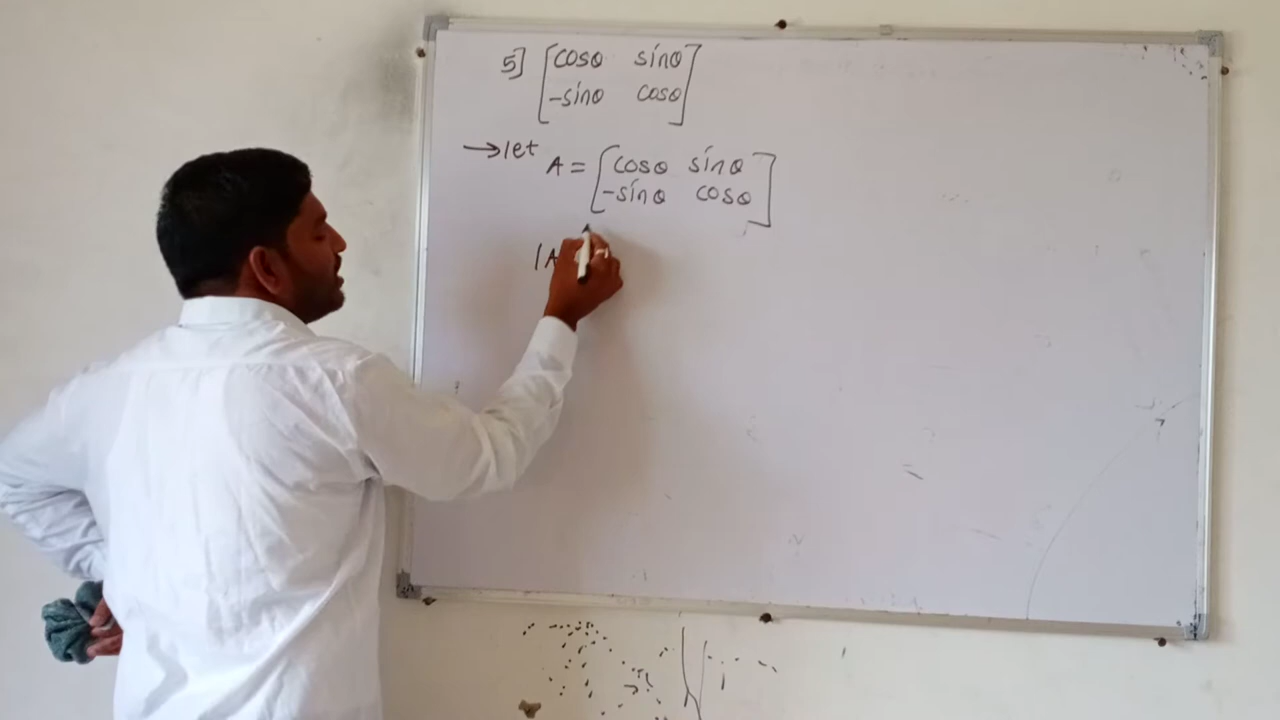 5] [cosθ sinθ
-sinθ cosθ]
→let A = [cosθ sinθ
-sinθ cosθ]
|A